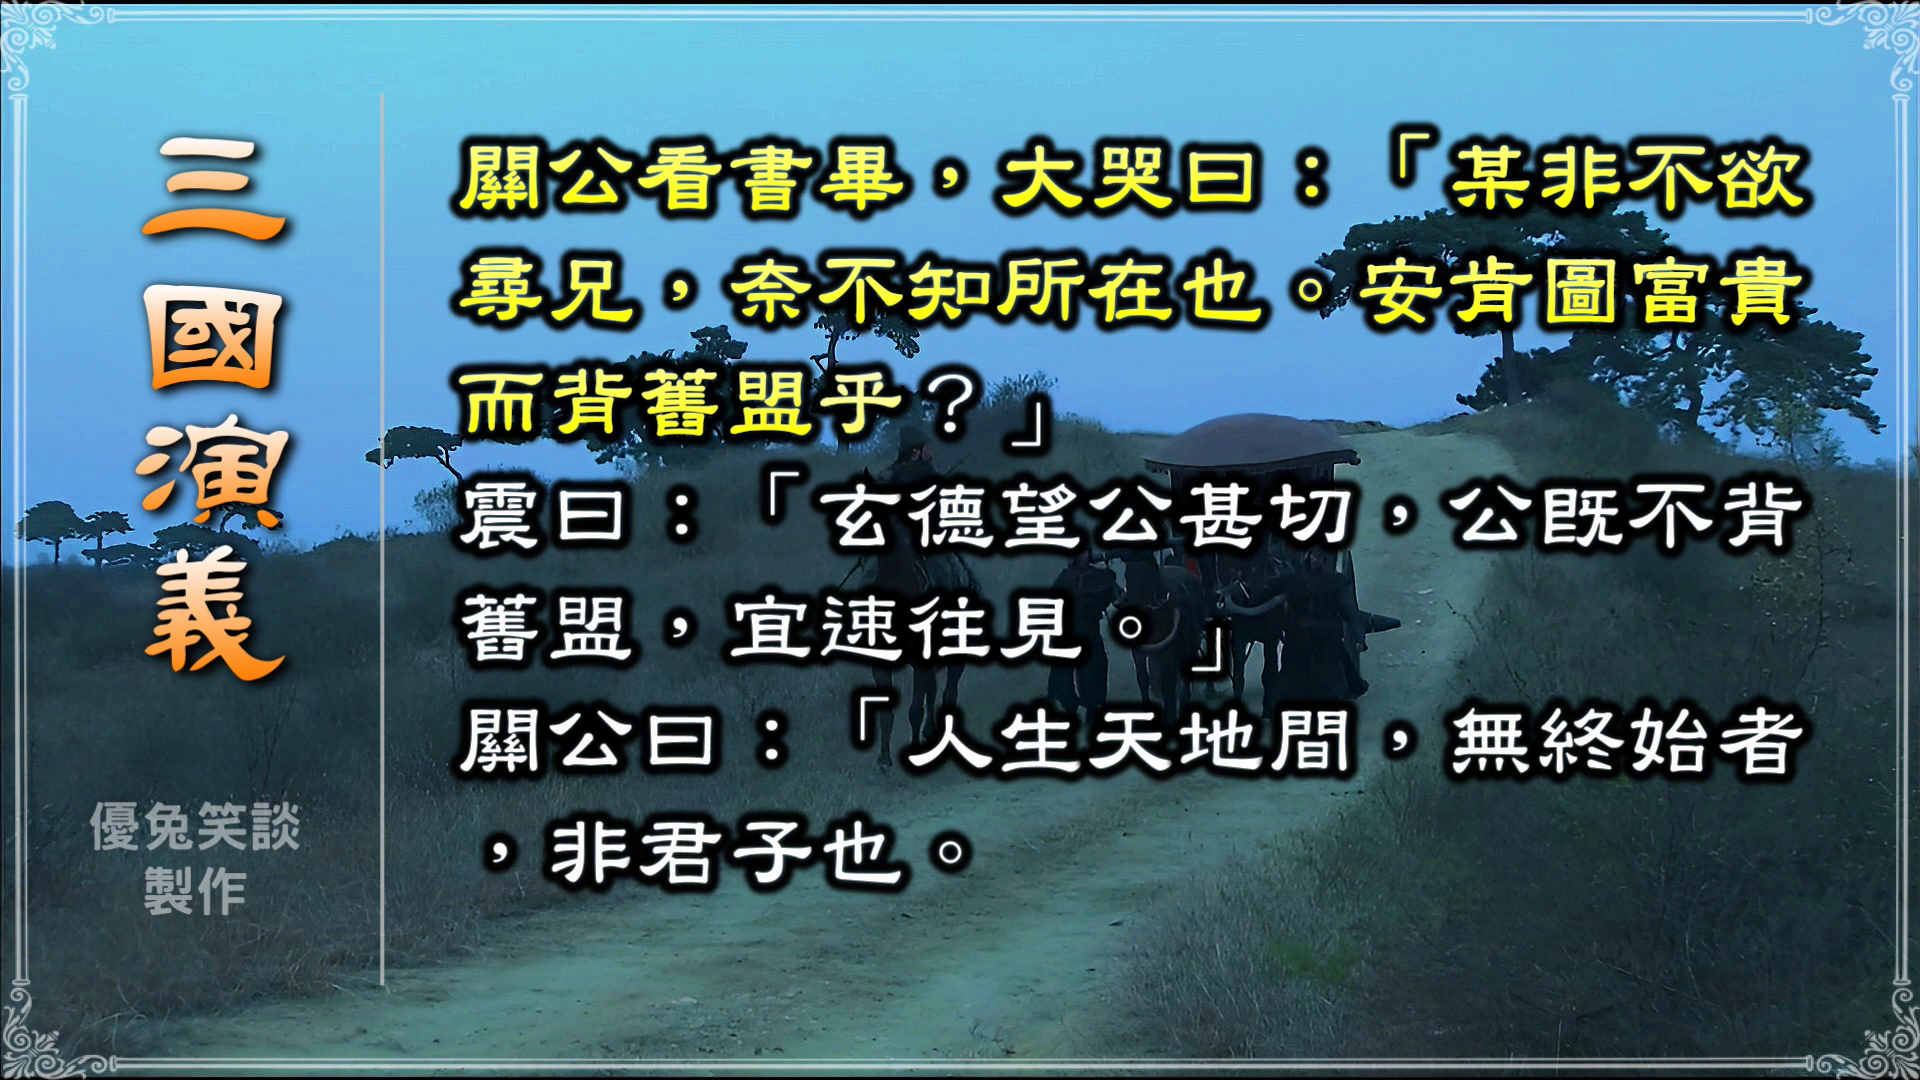 三國演義
優兔笑談
製作
關公看書畢，大哭曰：「某非不欲
尋兄，奈不知所在也。安肯圖富貴
而背舊盟乎？」
震曰：「玄德望公甚切，公既不背
舊盟，宜速往見。」
關公曰：「人生天地間，無終始者
，非君子也。